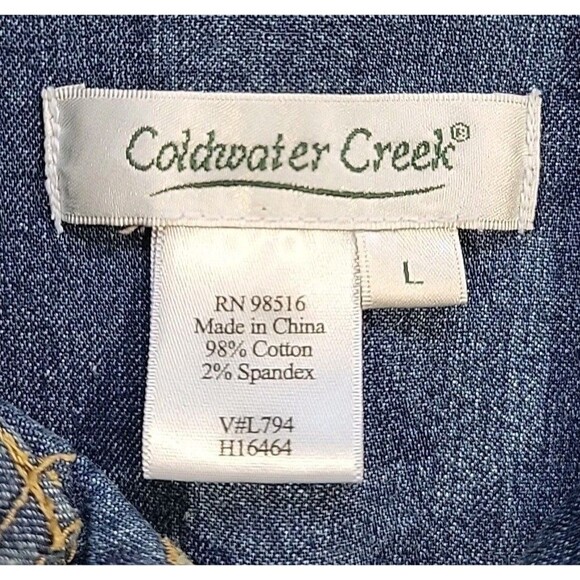 Coldwater Creek®
L
RN 98516
Made in China
98% Cotton
2% Spandex
V#L794
H16464